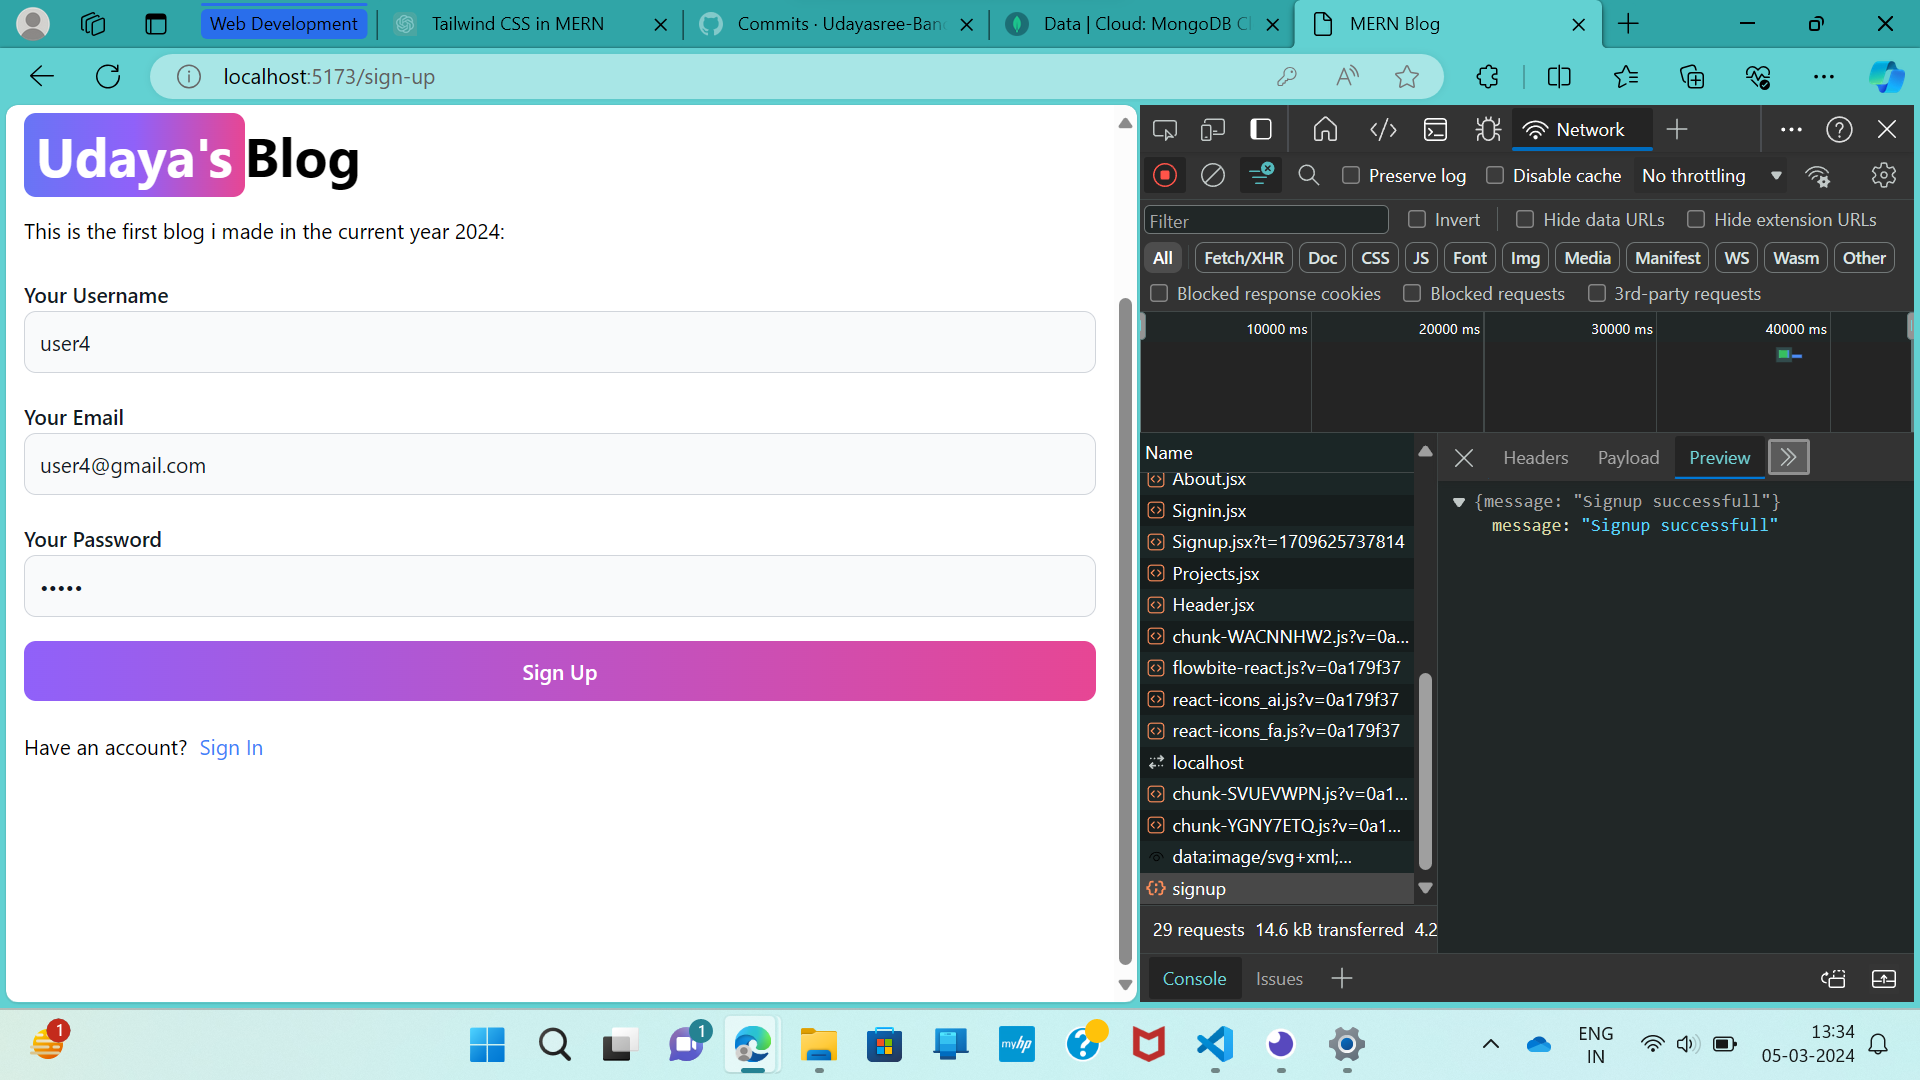 Web Development
Tailwind CSS in MERN
Commits · Udayasree-Band
Data | Cloud: MongoDB Cl
MERN Blog
localhost:5173/sign-up
Udaya's Blog
This is the first blog i made in the current year 2024:
Your Username
user4
Your Email
user4@gmail.com
Your Password
•••••
Sign Up
Have an account? Sign In
Network
Preserve log
Disable cache
No throttling
Filter
Invert
Hide data URLs
Hide extension URLs
All
Fetch/XHR
Doc
CSS
JS
Font
Img
Media
Manifest
WS
Wasm
Other
Blocked response cookies
Blocked requests
3rd-party requests
10000 ms
20000 ms
30000 ms
40000 ms
Name
About.jsx
Signin.jsx
Signup.jsx?t=1709625737814
Projects.jsx
Header.jsx
chunk-WACNNHW2.js?v=0a...
flowbite-react.js?v=0a179f37
react-icons_ai.js?v=0a179f37
react-icons_fa.js?v=0a179f37
localhost
chunk-SVUEVWPN.js?v=0a1...
chunk-YGNY7ETQ.js?v=0a1...
data:image/svg+xml;...
signup
29 requests 14.6 kB transferred 4.2
Headers
Payload
Preview
{message: "Signup successfull"}
message: "Signup successfull"
Console
Issues
1
1
myhp
ENG
IN
13:34
05-03-2024